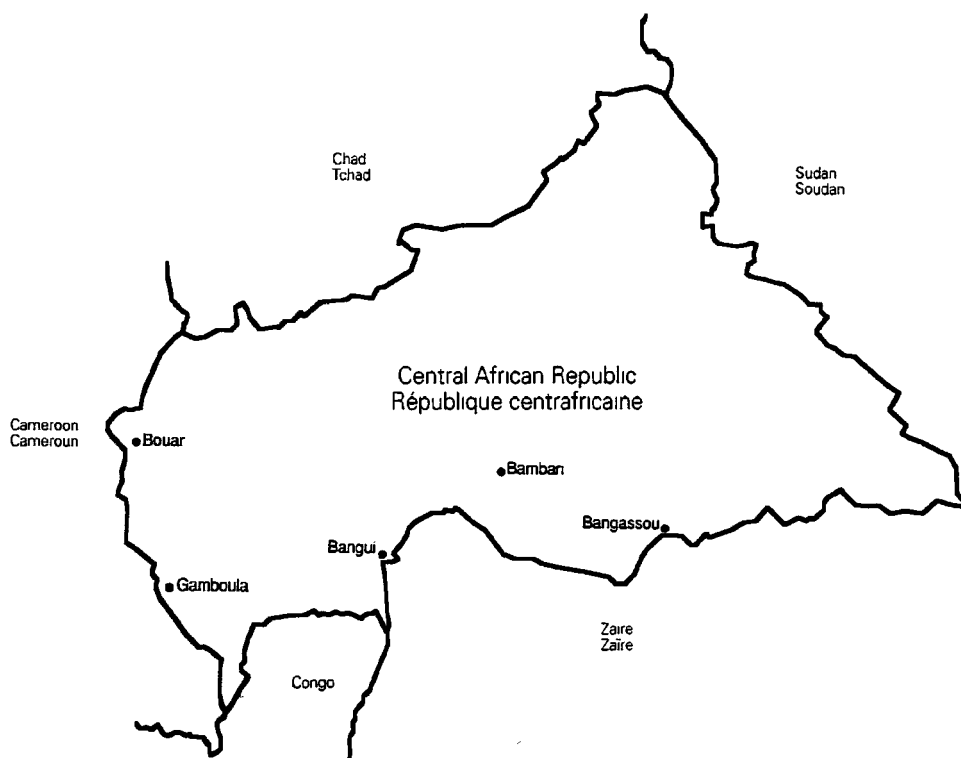 Chad
Tchad
Sudan
Soudan
Central African Republic
République centrafricaine
Cameroon
Cameroun
Bouar
Bambari
Bangassou
Bangui
Gamboula
Zaire
Zaïre
Congo